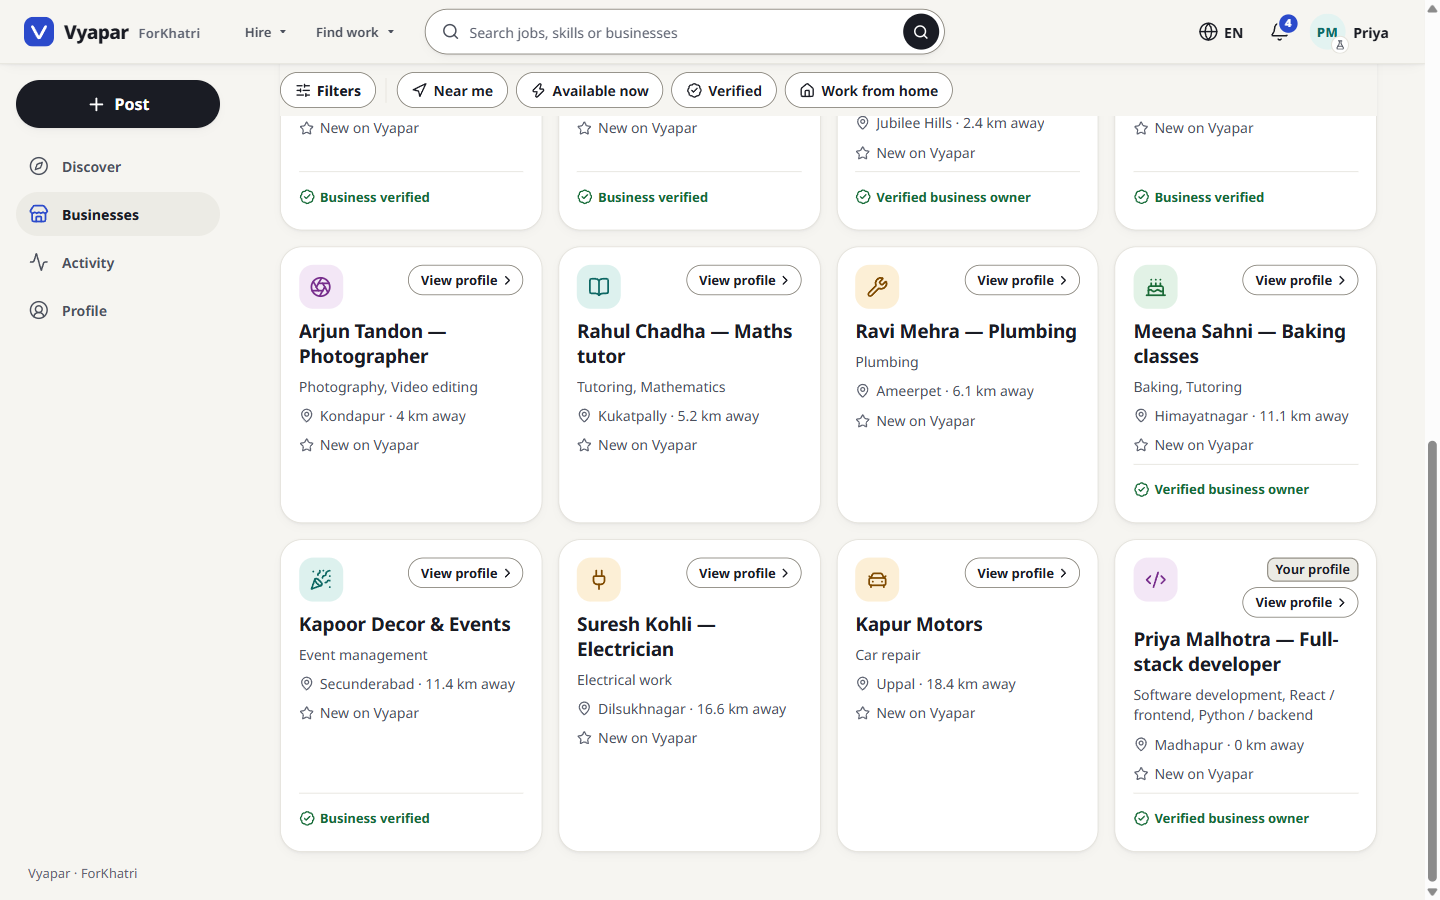 Vyapar ForKhatri
Hire
Find work
Search jobs, skills or businesses
EN
4
PM
Priya
Post
Discover
Businesses
Activity
Profile
Filters
Near me
Available now
Verified
Work from home
New on Vyapar
Business verified
New on Vyapar
Business verified
Jubilee Hills · 2.4 km away
New on Vyapar
Verified business owner
New on Vyapar
Business verified
View profile
Arjun Tandon —
Photographer
Photography, Video editing
Kondapur · 4 km away
New on Vyapar
View profile
Rahul Chadha — Maths
tutor
Tutoring, Mathematics
Kukatpally · 5.2 km away
New on Vyapar
View profile
Ravi Mehra — Plumbing
Plumbing
Ameerpet · 6.1 km away
New on Vyapar
View profile
Meena Sahni — Baking
classes
Baking, Tutoring
Himayatnagar · 11.1 km away
New on Vyapar
Verified business owner
View profile
Kapoor Decor & Events
Event management
Secunderabad · 11.4 km away
New on Vyapar
Business verified
View profile
Suresh Kohli —
Electrician
Electrical work
Dilsukhnagar · 16.6 km away
New on Vyapar
View profile
Kapur Motors
Car repair
Uppal · 18.4 km away
New on Vyapar
Your profile
View profile
Priya Malhotra — Full-
stack developer
Software development, React /
frontend, Python / backend
Madhapur · 0 km away
New on Vyapar
Verified business owner
Vyapar · ForKhatri